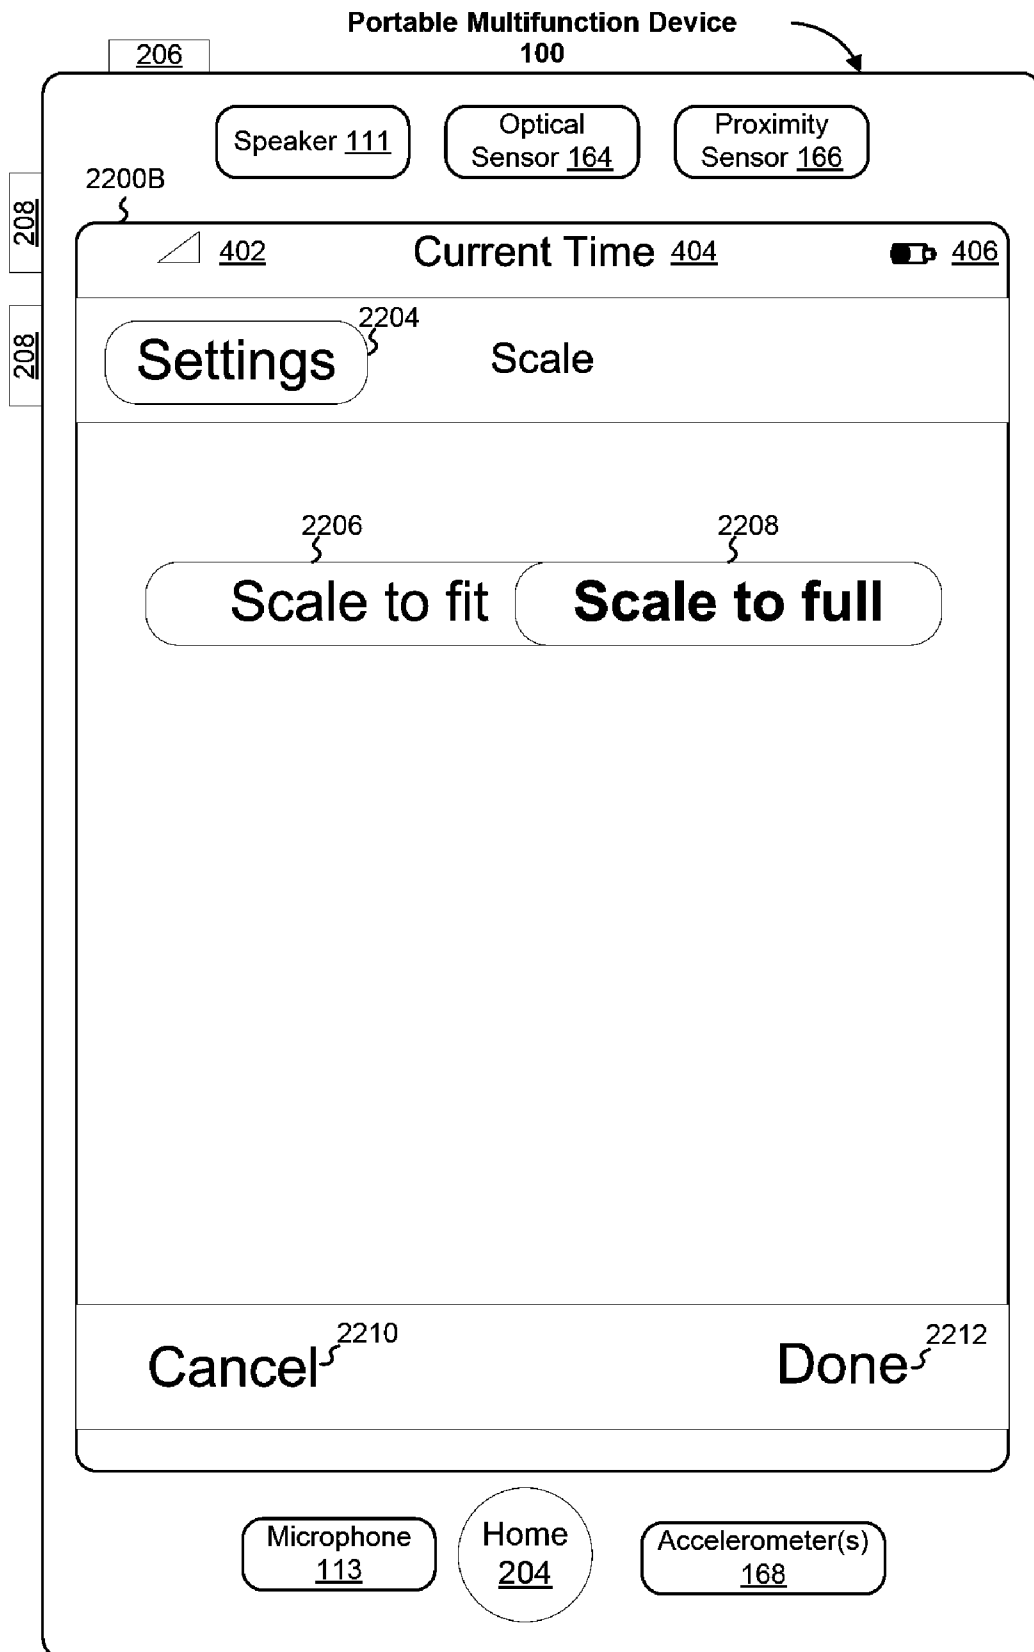 Portable Multifunction Device
100
206
Speaker 111
Optical
Sensor 164
Proximity
Sensor 166
2200B
208
402
Current Time 404
406
208
2204
Settings
Scale
2206
2208
Scale to fit
Scale to full
2210
2212
Cancel
Done
Microphone
113
Home
204
Accelerometer(s)
168